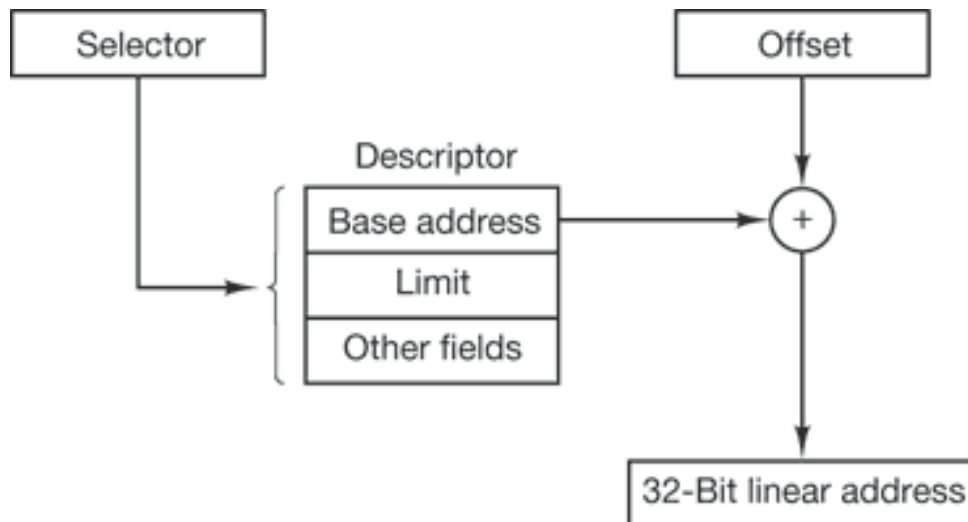 Selector
Offset
Descriptor
Base address
+
Limit
Other fields
32-Bit linear address